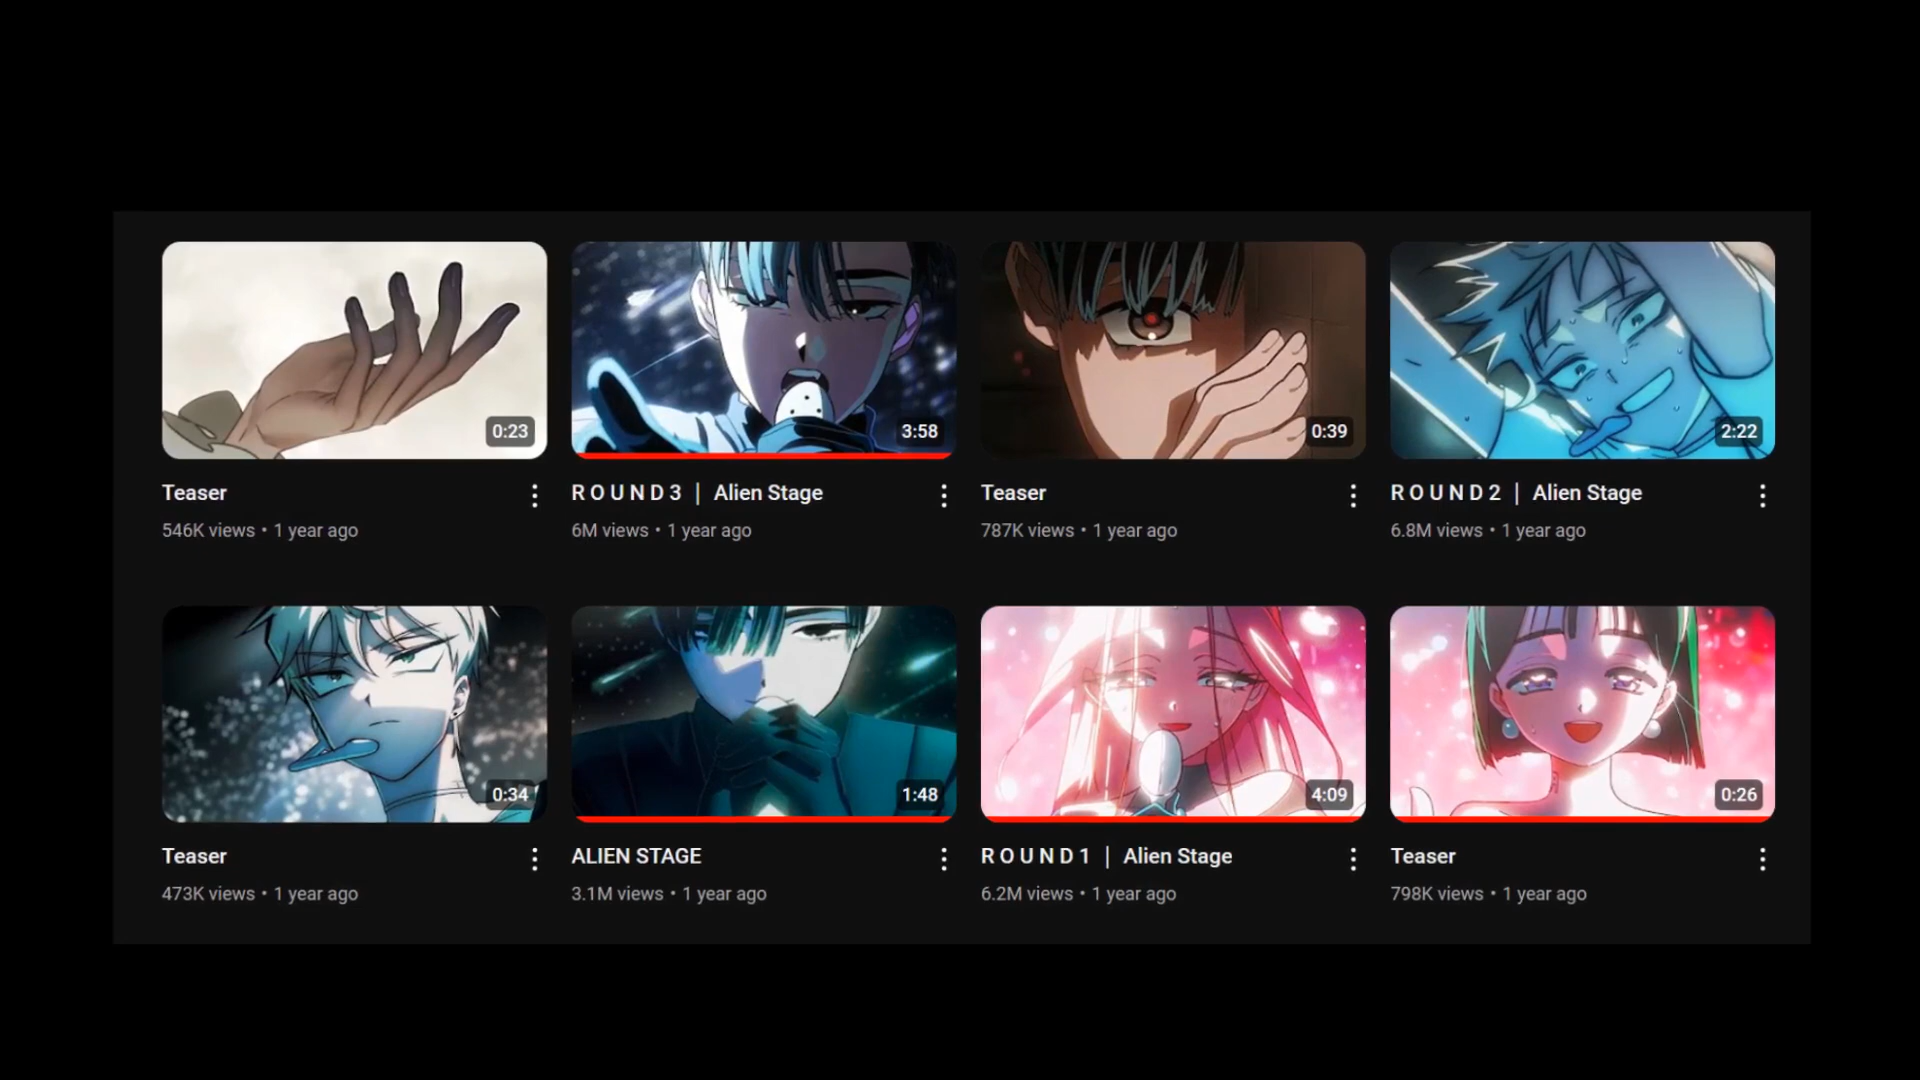 0:23
3:58
0:39
2:22
Teaser
R O U N D 3 │ Alien Stage
Teaser
R O U N D 2 │ Alien Stage
546K views • 1 year ago
6M views • 1 year ago
787K views • 1 year ago
6.8M views • 1 year ago
0:34
1:48
4:09
0:26
Teaser
ALIEN STAGE
R O U N D 1 │ Alien Stage
Teaser
473K views • 1 year ago
3.1M views • 1 year ago
6.2M views • 1 year ago
798K views • 1 year ago